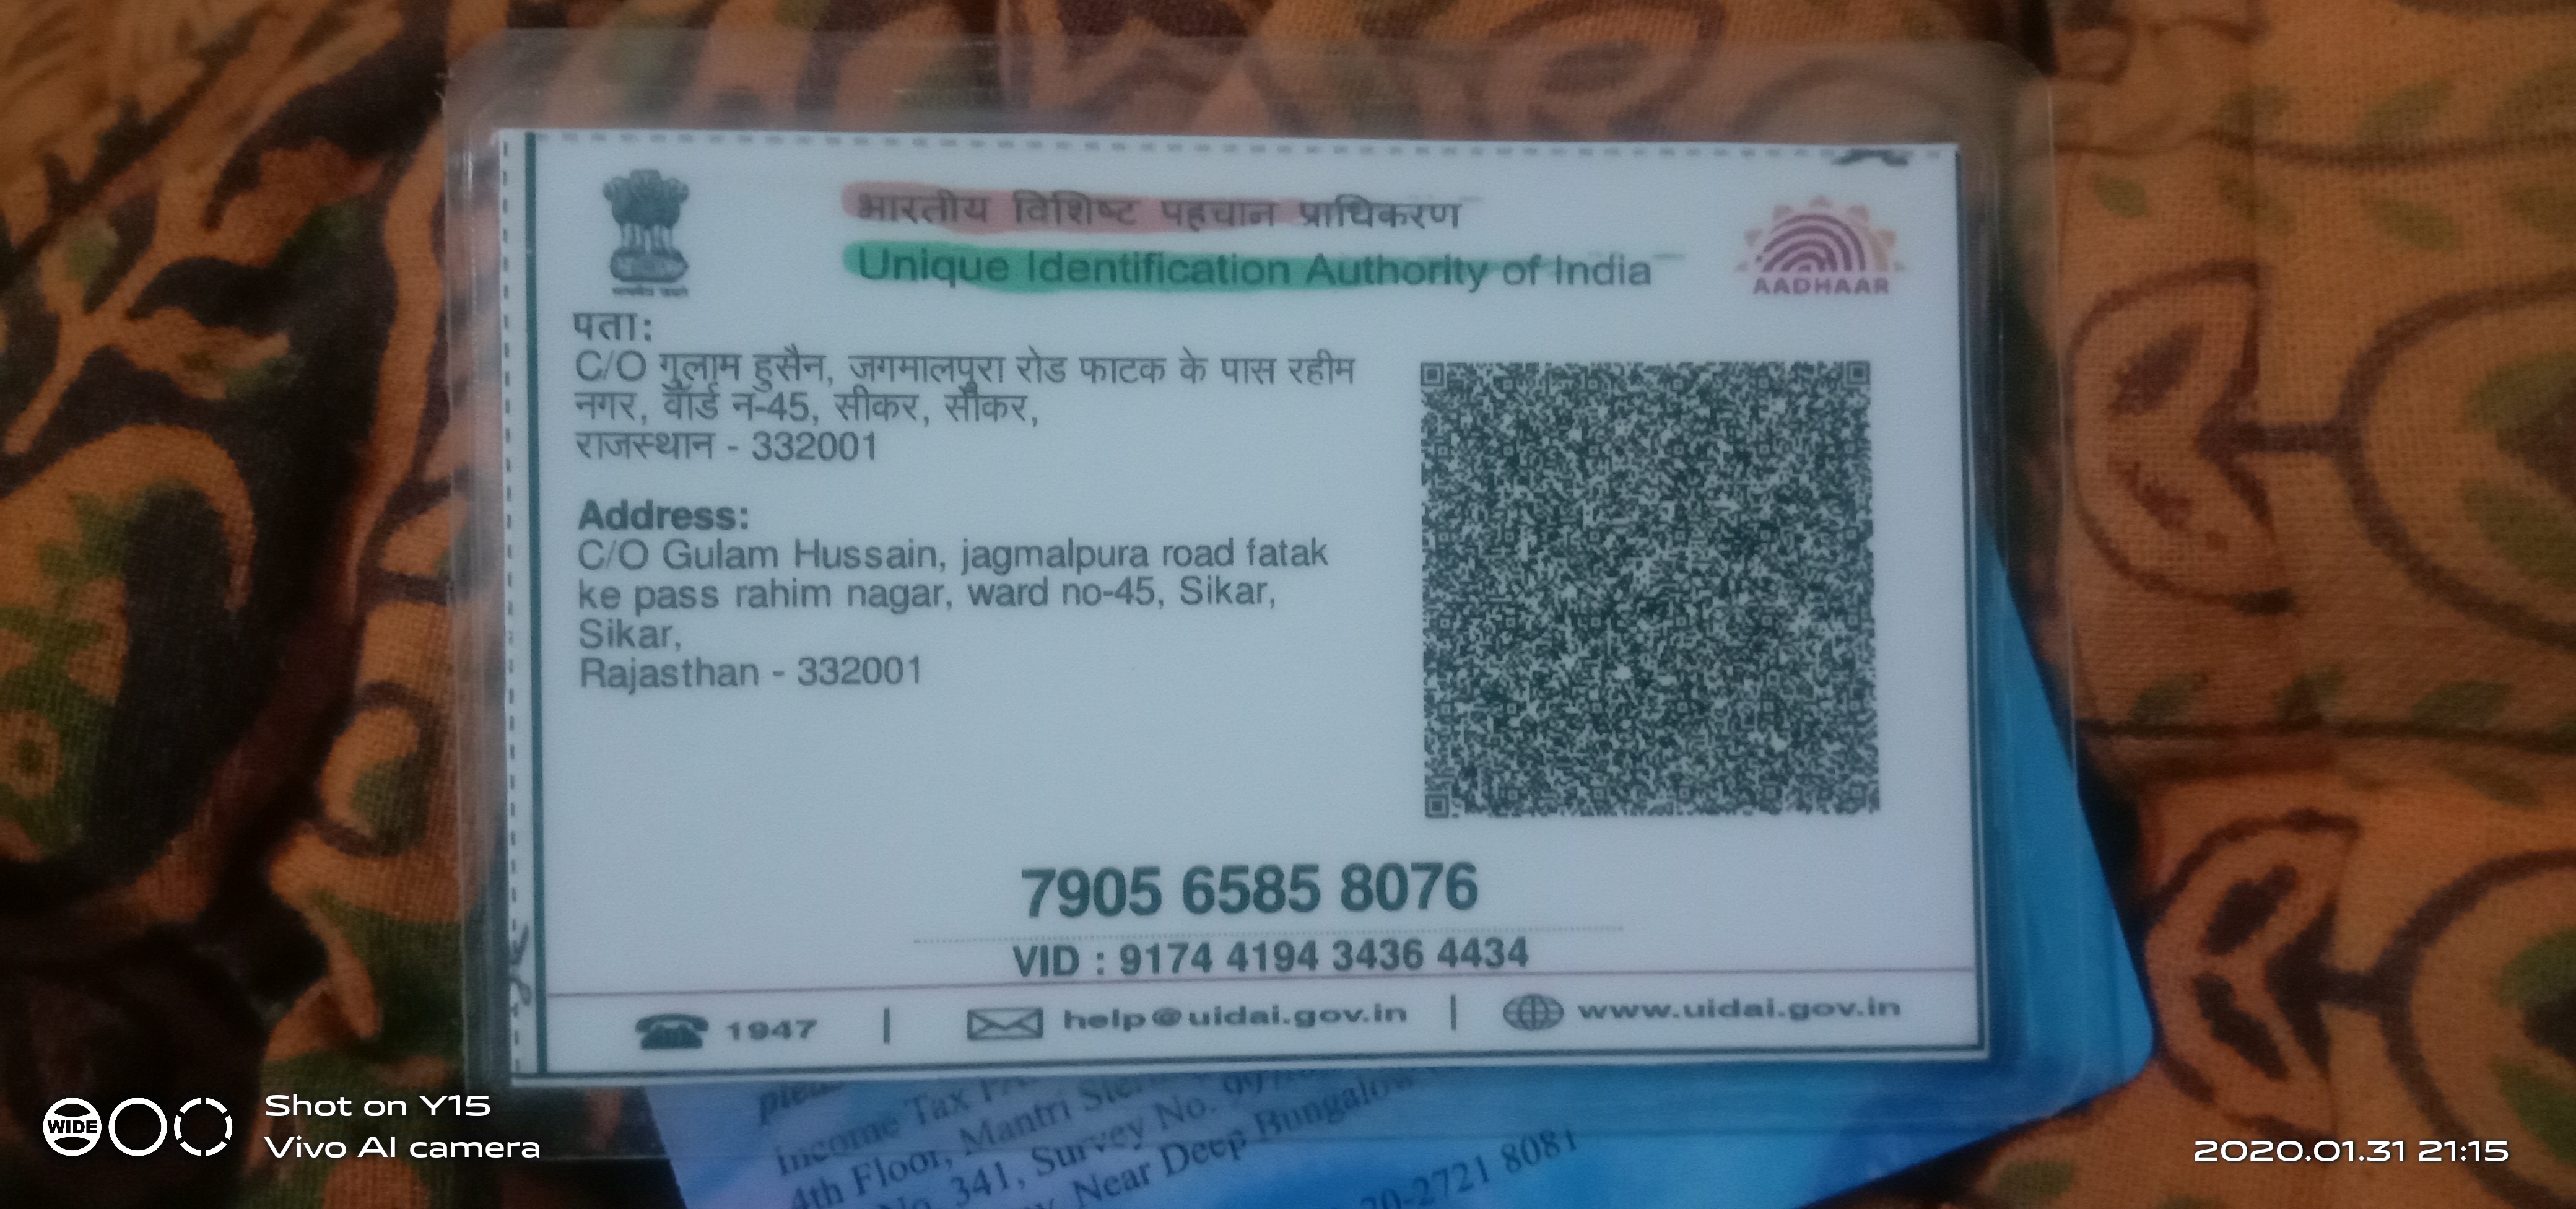 भारतीय विशिष्ट पहचान प्राधिकरण
Unique Identification Authority of India
AADHAAR
पता:
C/O गुलाम हुसैन, जगमालपुरा रोड फाटक के पास रहीम
नगर, वॉर्ड न-45, सीकर, सीकर,
राजस्थान - 332001
Address:
C/O Gulam Hussain, jagmalpura road fatak
ke pass rahim nagar, ward no-45, Sikar,
Sikar,
Rajasthan - 332001
7905 6585 8076
VID : 9174 4194 3436 4434
1947 | help@uidai.gov.in | www.uidai.gov.in
Income Tax
4th Floor, Mantri
No. 341, Survey No.
Near Deep Bungalow
20-2721 8081
WIDE
Shot on Y15
Vivo AI camera
2020.01.31 21:15